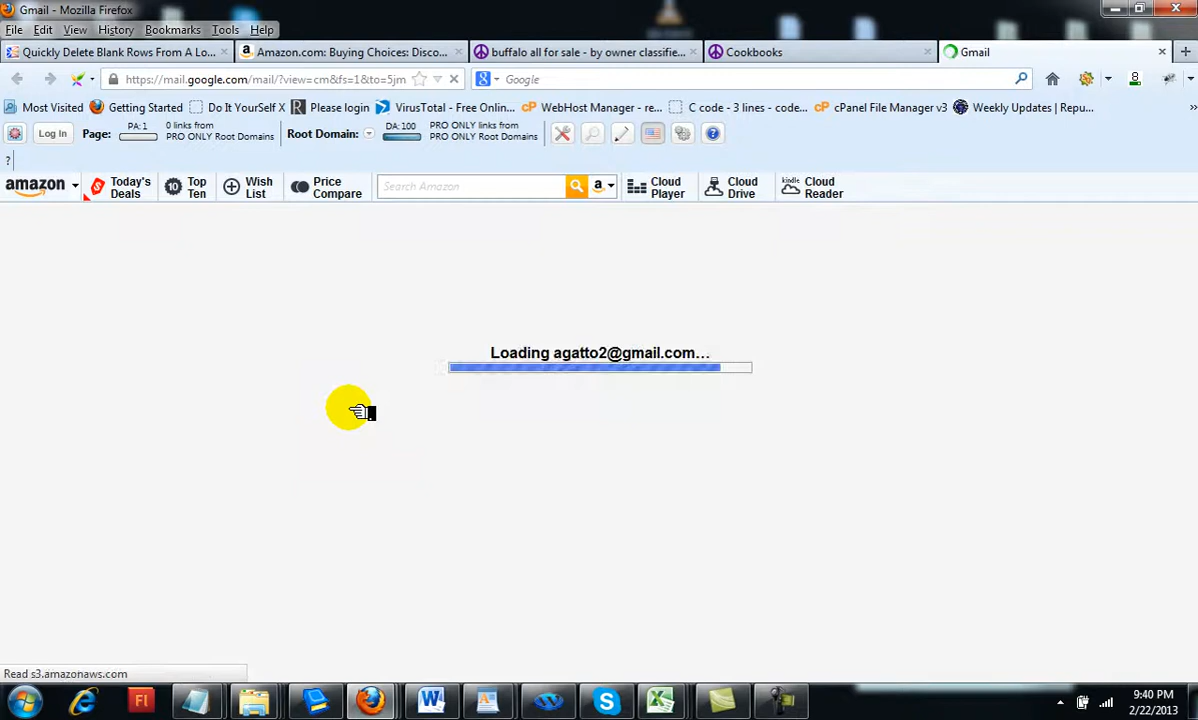 Gmail - Mozilla Firefox
File Edit View History Bookmarks Tools Help
Quickly Delete Blank Rows From A Lo... Amazon.com: Buying Choices: Disco... buffalo all for sale - by owner classifie... Cookbooks Gmail
https://mail.google.com/mail/?view=cm&fs=1&to=5jm Google
Most Visited Getting Started Do It YourSelf X Please login VirusTotal - Free Onlin... WebHost Manager - re... C code - 3 lines - code... cPanel File Manager v3 Weekly Updates | Repu...
Log In Page: PA: 1 0 links from PRO ONLY Root Domains Root Domain: DA: 100 PRO ONLY links from PRO ONLY Root Domains
?
amazon Today's Deals 10 Top Ten Wish List Price Compare Search Amazon Cloud Player Cloud Drive kindle Cloud Reader
Loading agatto2@gmail.com...
Read s3.amazonaws.com
9:40 PM
2/22/2013